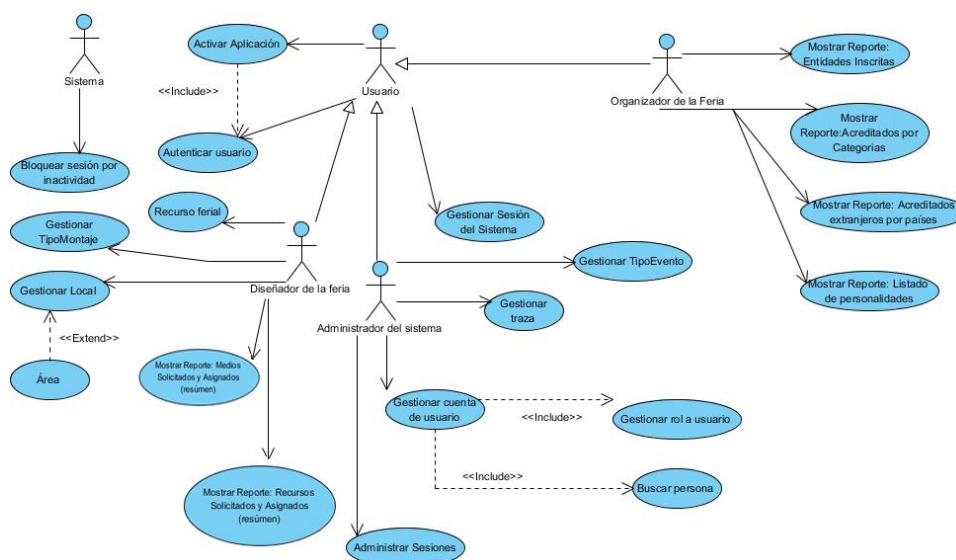 Activar Aplicación
Sistema
Usuario
Organizador de la Feria
Mostrar Reporte:
Entidades Inscritas
<<Include>>
Mostrar
Reporte:Acreditados por
Categorías
Autenticar usuario
Bloquear sesión por
inactividad
Recurso ferial
Gestionar Sesión
del Sistema
Mostrar Reporte: Acreditados
extranjeros por países
Gestionar
TipoMontaje
Gestionar TipoEvento
Gestionar Local
Diseñador de la feria
Mostrar Reporte: Listado
de personalidades
Gestionar
traza
Administrador del sistema
<<Extend>>
Área
Mostrar Reporte: Medios
Solicitados y Asignados
(resúmen)
Gestionar cuenta
de usuario
<<Include>>
Gestionar rol a usuario
<<Include>>
Buscar persona
Mostrar Reporte: Recursos
Solicitados y Asignados
(resúmen)
Administrar Sesiones